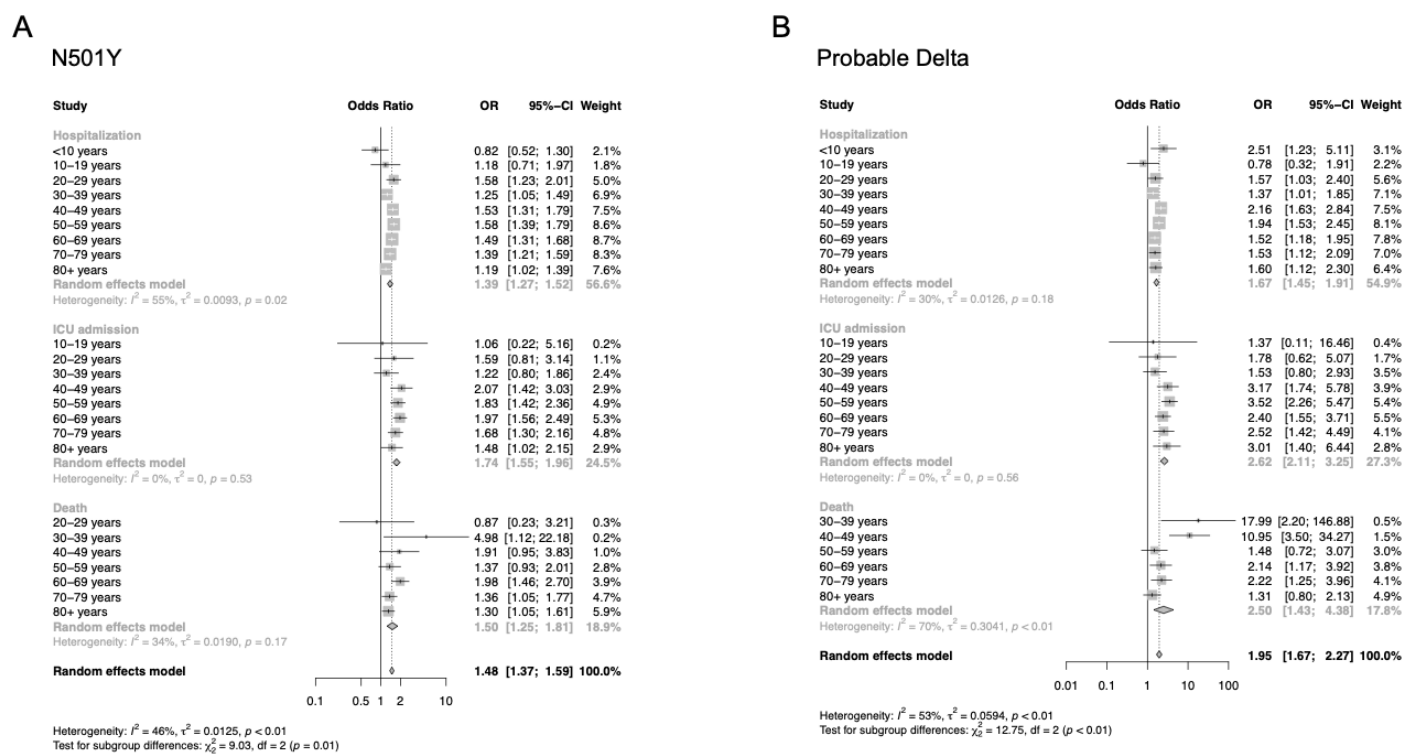 A
N501Y
Study Odds Ratio OR 95%−CI Weight
Hospitalization
<10 years 0.82 [0.52; 1.30] 2.1%
10−19 years 1.18 [0.71; 1.97] 1.8%
20−29 years 1.58 [1.23; 2.01] 5.0%
30−39 years 1.25 [1.05; 1.49] 6.9%
40−49 years 1.53 [1.31; 1.79] 7.5%
50−59 years 1.58 [1.39; 1.79] 8.6%
60−69 years 1.49 [1.31; 1.68] 8.7%
70−79 years 1.39 [1.21; 1.59] 8.3%
80+ years 1.19 [1.02; 1.39] 7.6%
Random effects model 1.39 [1.27; 1.52] 56.6%
Heterogeneity: I² = 55%, τ² = 0.0093, p = 0.02
ICU admission
10−19 years 1.06 [0.22; 5.16] 0.2%
20−29 years 1.59 [0.81; 3.14] 1.1%
30−39 years 1.22 [0.80; 1.86] 2.4%
40−49 years 2.07 [1.42; 3.03] 2.9%
50−59 years 1.83 [1.42; 2.36] 4.9%
60−69 years 1.97 [1.56; 2.49] 5.3%
70−79 years 1.68 [1.30; 2.16] 4.8%
80+ years 1.48 [1.02; 2.15] 2.9%
Random effects model 1.74 [1.55; 1.96] 24.5%
Heterogeneity: I² = 0%, τ² = 0, p = 0.53
Death
20−29 years 0.87 [0.23; 3.21] 0.3%
30−39 years 4.98 [1.12; 22.18] 0.2%
40−49 years 1.91 [0.95; 3.83] 1.0%
50−59 years 1.37 [0.93; 2.01] 2.8%
60−69 years 1.98 [1.46; 2.70] 3.9%
70−79 years 1.36 [1.05; 1.77] 4.7%
80+ years 1.30 [1.05; 1.61] 5.9%
Random effects model 1.50 [1.25; 1.81] 18.9%
Heterogeneity: I² = 34%, τ² = 0.0190, p = 0.17
Random effects model 1.48 [1.37; 1.59] 100.0%
0.1 0.5 1 2 10
Heterogeneity: I² = 46%, τ² = 0.0125, p < 0.01
Test for subgroup differences: χ²₂ = 9.03, df = 2 (p = 0.01)
B
Probable Delta
Study Odds Ratio OR 95%−CI Weight
Hospitalization
<10 years 2.51 [1.23; 5.11] 3.1%
10−19 years 0.78 [0.32; 1.91] 2.2%
20−29 years 1.57 [1.03; 2.40] 5.6%
30−39 years 1.37 [1.01; 1.85] 7.1%
40−49 years 2.16 [1.63; 2.84] 7.5%
50−59 years 1.94 [1.53; 2.45] 8.1%
60−69 years 1.52 [1.18; 1.95] 7.8%
70−79 years 1.53 [1.12; 2.09] 7.0%
80+ years 1.60 [1.12; 2.30] 6.4%
Random effects model 1.67 [1.45; 1.91] 54.9%
Heterogeneity: I² = 30%, τ² = 0.0126, p = 0.18
ICU admission
10−19 years 1.37 [0.11; 16.46] 0.4%
20−29 years 1.78 [0.62; 5.07] 1.7%
30−39 years 1.53 [0.80; 2.93] 3.5%
40−49 years 3.17 [1.74; 5.78] 3.9%
50−59 years 3.52 [2.26; 5.47] 5.4%
60−69 years 2.40 [1.55; 3.71] 5.5%
70−79 years 2.52 [1.42; 4.49] 4.1%
80+ years 3.01 [1.40; 6.44] 2.8%
Random effects model 2.62 [2.11; 3.25] 27.3%
Heterogeneity: I² = 0%, τ² = 0, p = 0.56
Death
30−39 years 17.99 [2.20; 146.88] 0.5%
40−49 years 10.95 [3.50; 34.27] 1.5%
50−59 years 1.48 [0.72; 3.07] 3.0%
60−69 years 2.14 [1.17; 3.92] 3.8%
70−79 years 2.22 [1.25; 3.96] 4.1%
80+ years 1.31 [0.80; 2.13] 4.9%
Random effects model 2.50 [1.43; 4.38] 17.8%
Heterogeneity: I² = 70%, τ² = 0.3041, p < 0.01
Random effects model 1.95 [1.67; 2.27] 100.0%
0.01 0.1 1 10 100
Heterogeneity: I² = 53%, τ² = 0.0594, p < 0.01
Test for subgroup differences: χ²₂ = 12.75, df = 2 (p < 0.01)